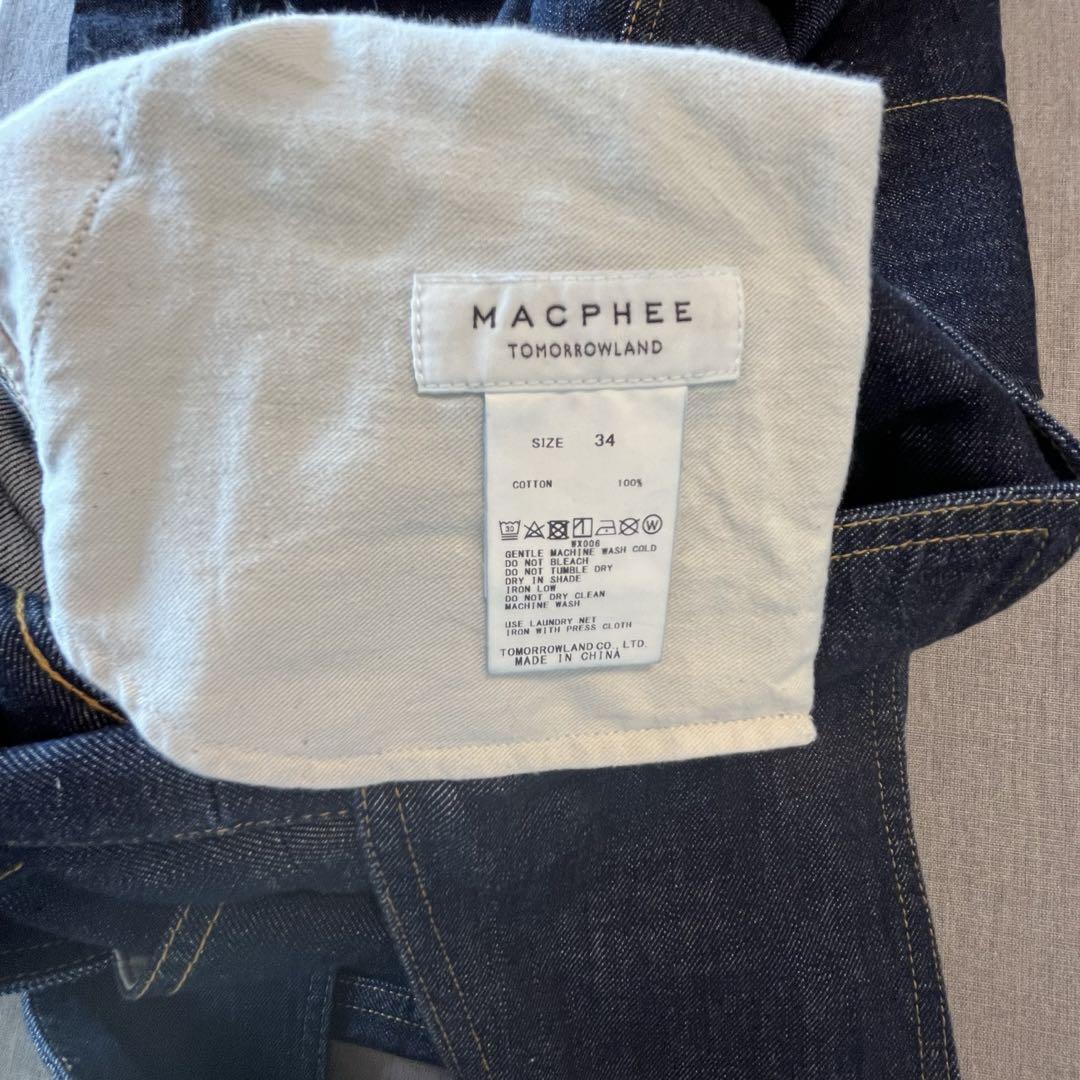 MACPHEE
TOMORROWLAND
SIZE 34
COTTON 100%
30 1 W
WX006
GENTLE MACHINE WASH COLD
DO NOT BLEACH
DO NOT TUMBLE DRY
DRY IN SHADE
IRON LOW
DO NOT DRY CLEAN
MACHINE WASH
USE LAUNDRY NET
IRON WITH PRESS CLOTH
TOMORROWLAND CO., LTD.
MADE IN CHINA